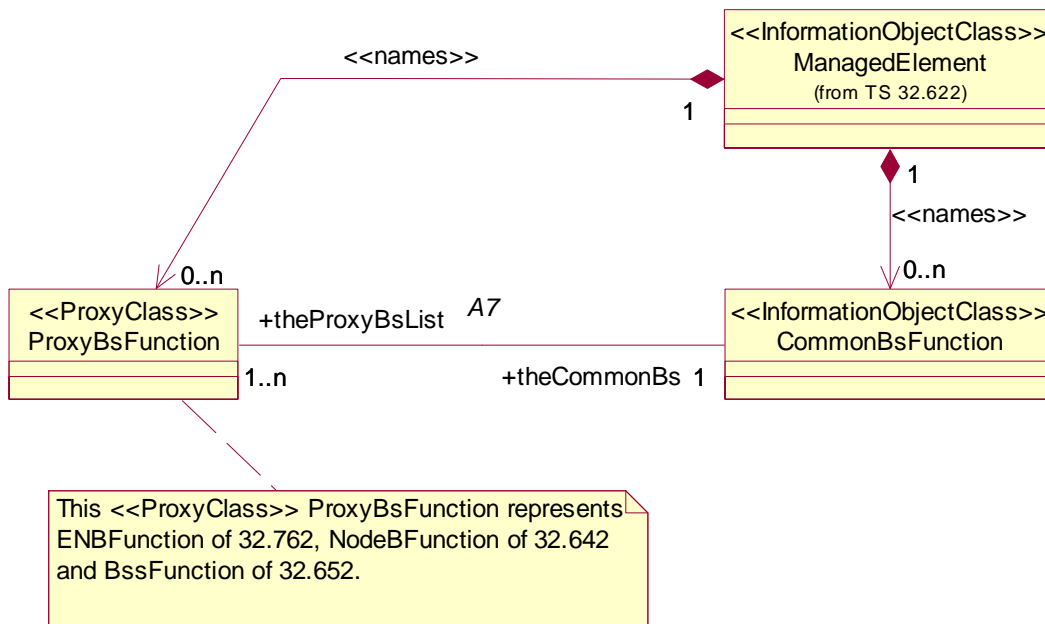 <<InformationObjectClass>>
ManagedElement
(from TS 32.622)
<<names>>
1
1
<<names>>
0..n
0..n
<<ProxyClass>>
ProxyBsFunction
+theProxyBsList
A7
<<InformationObjectClass>>
CommonBsFunction
1..n
+theCommonBs
1
This <<ProxyClass>> ProxyBsFunction represents
ENBFunction of 32.762, NodeBFunction of 32.642
and BssFunction of 32.652.